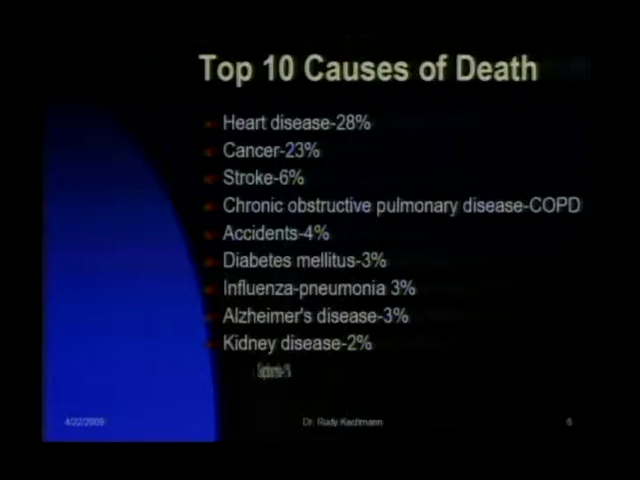 Top 10 Causes of Death
Heart disease-28%
Cancer-23%
Stroke-6%
Chronic obstructive pulmonary disease-COPD
Accidents-4%
Diabetes mellitus-3%
Influenza-pneumonia 3%
Alzheimer's disease-3%
Kidney disease-2%
4/22/2009
Dr. Rudy Kachmann
6